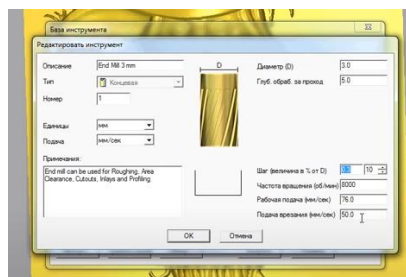 База инструмента
Редактировать инструмент
Описание End Mill 3 mm
Тип Концевая
Номер 1
Единицы мм
Подача мм/сек
Примечания:
End mill can be used for Roughing, Area
Clearance, Cutouts, Inlays and Profiling
D
Диаметр (D) 3.0
Глуб. обраб. за проход 5.0
Шаг (величина в % от D) 0.3 10
Частота вращения (об/мин) 8000
Рабочая подача (мм/сек) 76.0
Подача врезания (мм/сек) 50.0
OK Отмена